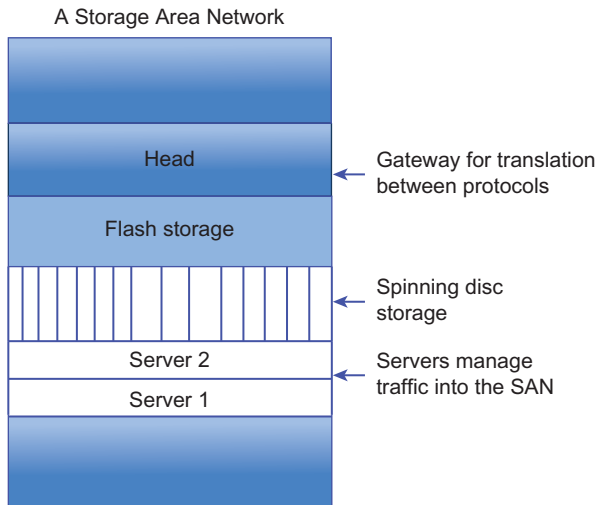 A Storage Area Network
Head
Gateway for translation
between protocols
Flash storage
Spinning disc
storage
Server 2
Servers manage
traffic into the SAN
Server 1